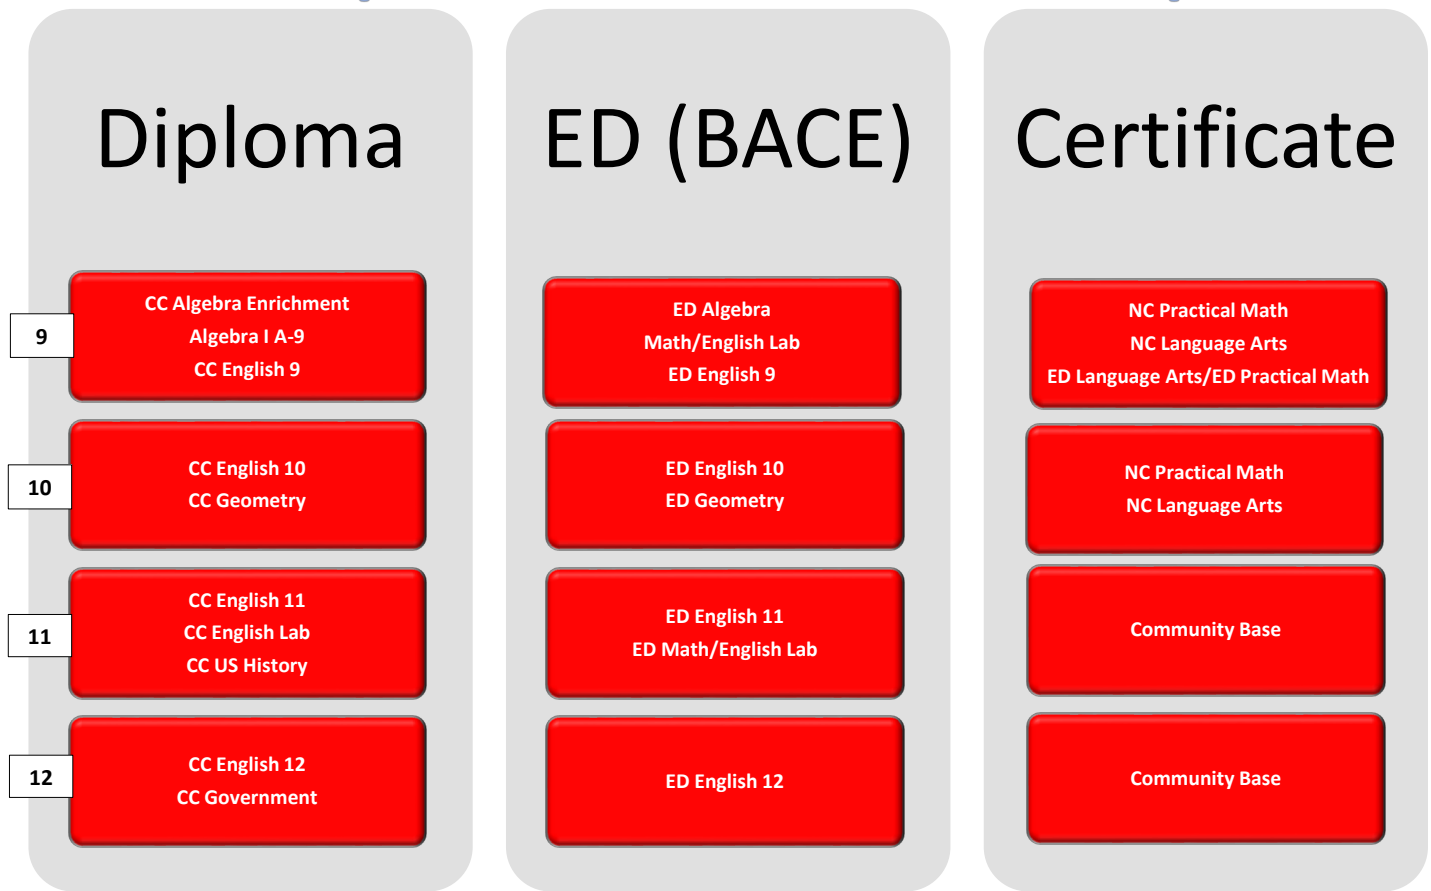 Diploma
ED (BACE)
Certificate
9
CC Algebra Enrichment
Algebra I A-9
CC English 9
ED Algebra
Math/English Lab
ED English 9
NC Practical Math
NC Language Arts
ED Language Arts/ED Practical Math
10
CC English 10
CC Geometry
ED English 10
ED Geometry
NC Practical Math
NC Language Arts
11
CC English 11
CC English Lab
CC US History
ED English 11
ED Math/English Lab
Community Base
12
CC English 12
CC Government
ED English 12
Community Base